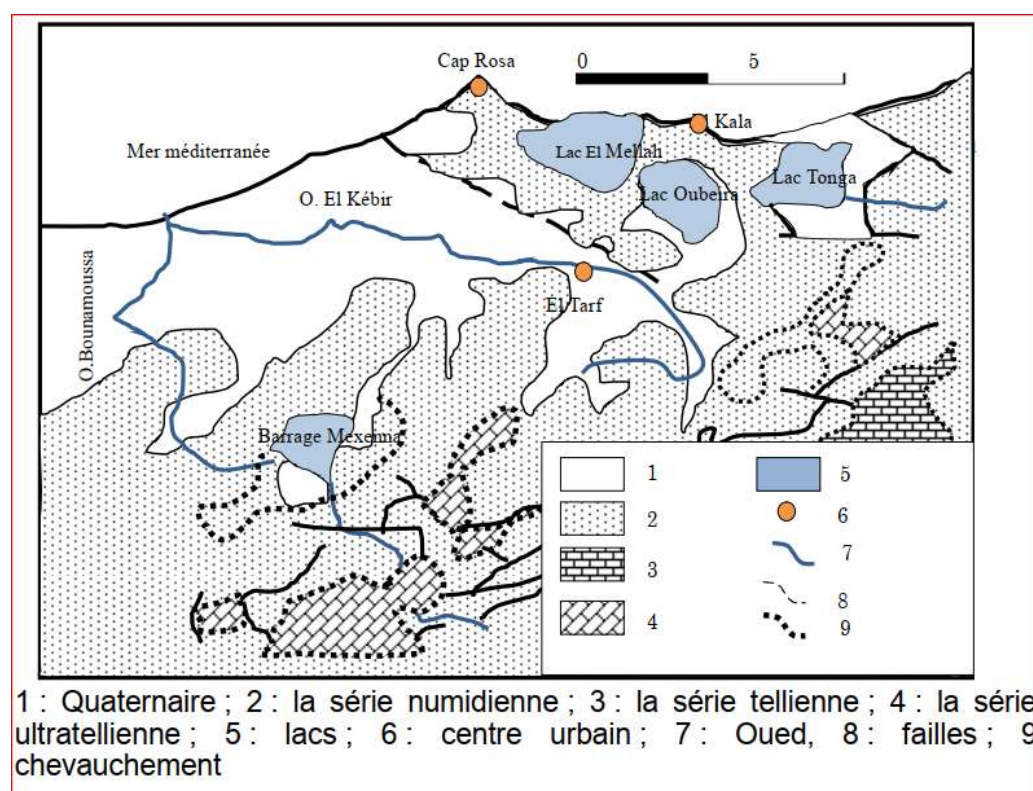 Cap Rosa
0 5
Kala
Mer méditerranée
Lac El Mellah
Lac Tonga
Lac Oubeira
O. El Kébir
El Tarf
O.Bounamoussa
Barrage Mexenna
1 5
2 6
3 7
4 8
9
1 : Quaternaire ; 2 : la série numidienne ; 3 : la série tellienne ; 4 : la série
ultratellienne ; 5 : lacs ; 6 : centre urbain ; 7 : Oued, 8 : failles ; 9
chevauchement